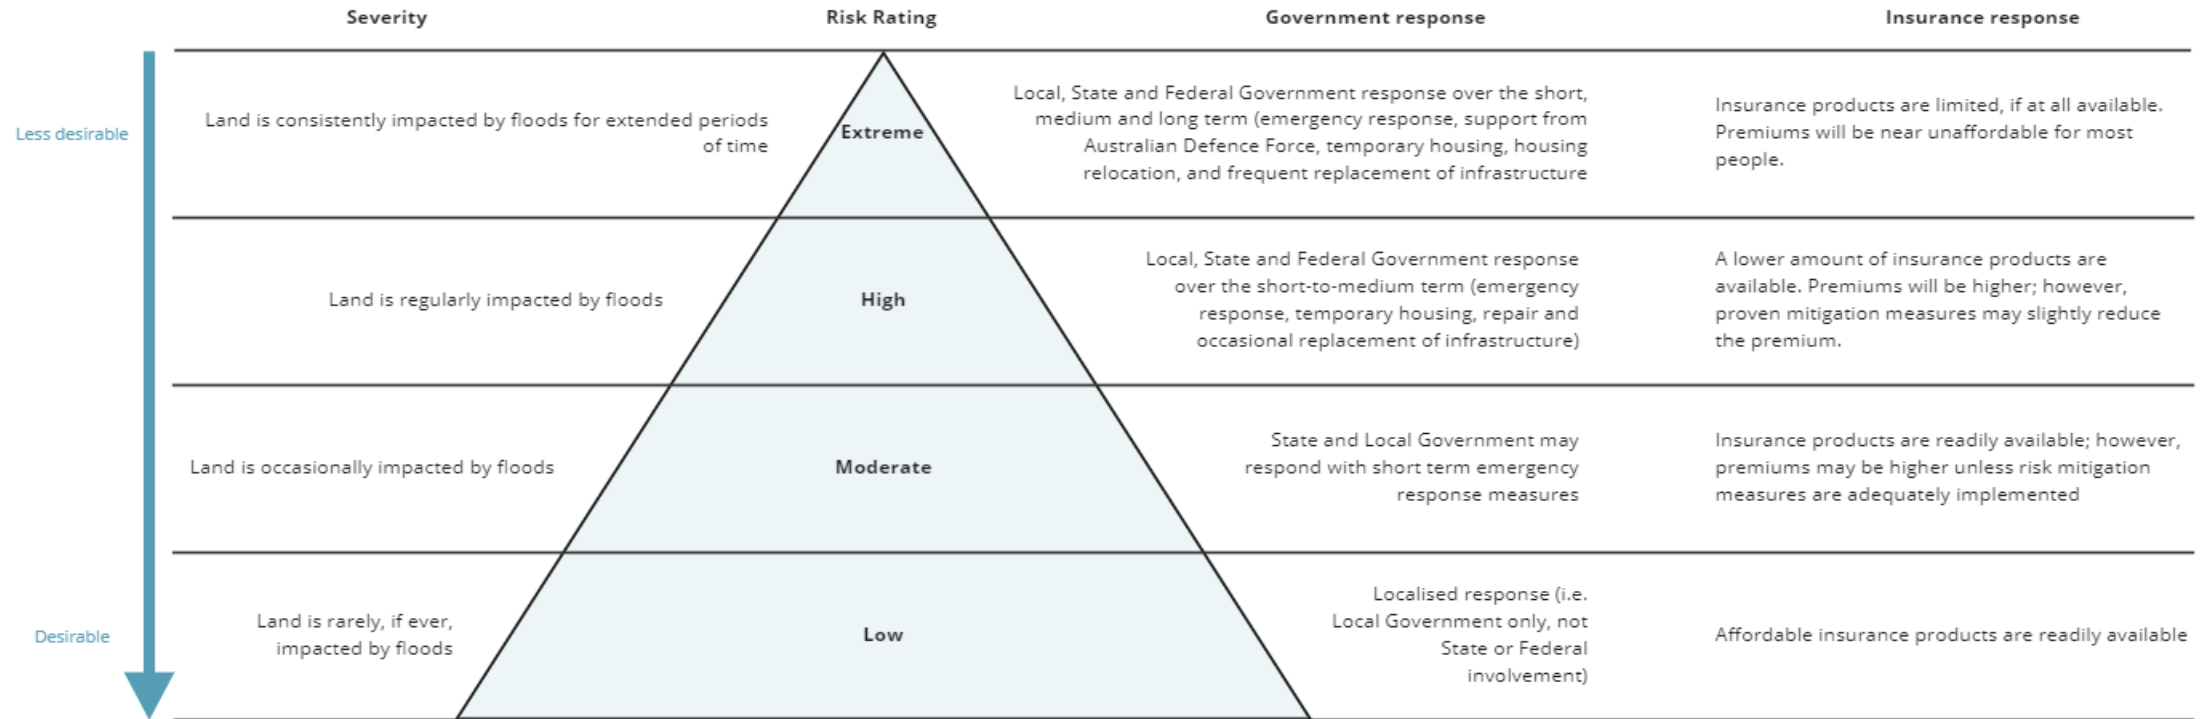 Severity
Risk Rating
Government response
Insurance response
Less desirable
Land is consistently impacted by floods for extended periods
of time
Extreme
Local, State and Federal Government response over the short,
medium and long term (emergency response, support from
Australian Defence Force, temporary housing, housing
relocation, and frequent replacement of infrastructure
Insurance products are limited, if at all available.
Premiums will be near unaffordable for most
people.
Land is regularly impacted by floods
High
Local, State and Federal Government response
over the short-to-medium term (emergency
response, temporary housing, repair and
occasional replacement of infrastructure)
A lower amount of insurance products are
available. Premiums will be higher; however,
proven mitigation measures may slightly reduce
the premium.
Land is occasionally impacted by floods
Moderate
State and Local Government may
respond with short term emergency
response measures
Insurance products are readily available; however,
premiums may be higher unless risk mitigation
measures are adequately implemented
Desirable
Land is rarely, if ever,
impacted by floods
Low
Localised response (i.e.
Local Government only, not
State or Federal
involvement)
Affordable insurance products are readily available